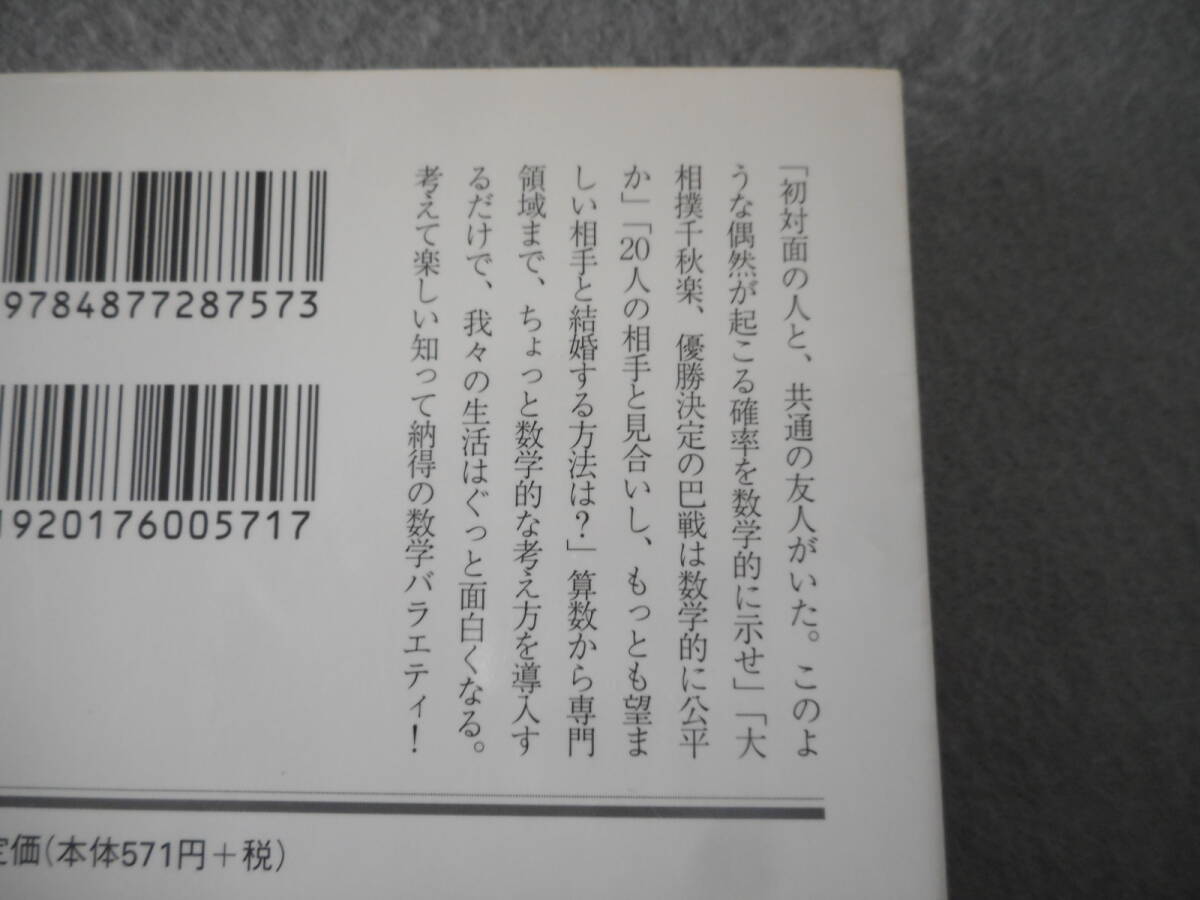 「初対面の人と、共通の友人がいた。このよ
うな偶然が起こる確率を数学的に示せ」「大
相撲千秋楽、優勝決定の巴戦は数学的に公平
か」「20人の相手と見合いし、もっとも望ま
しい相手と結婚する方法は?」算数から専門
領域まで、ちょっと数学的な考え方を導入す
るだけで、我々の生活はぐっと面白くなる。
考えて楽しい知って納得の数学バラエティ!
9784877287573
1920176005717
定価(本体571円+税)